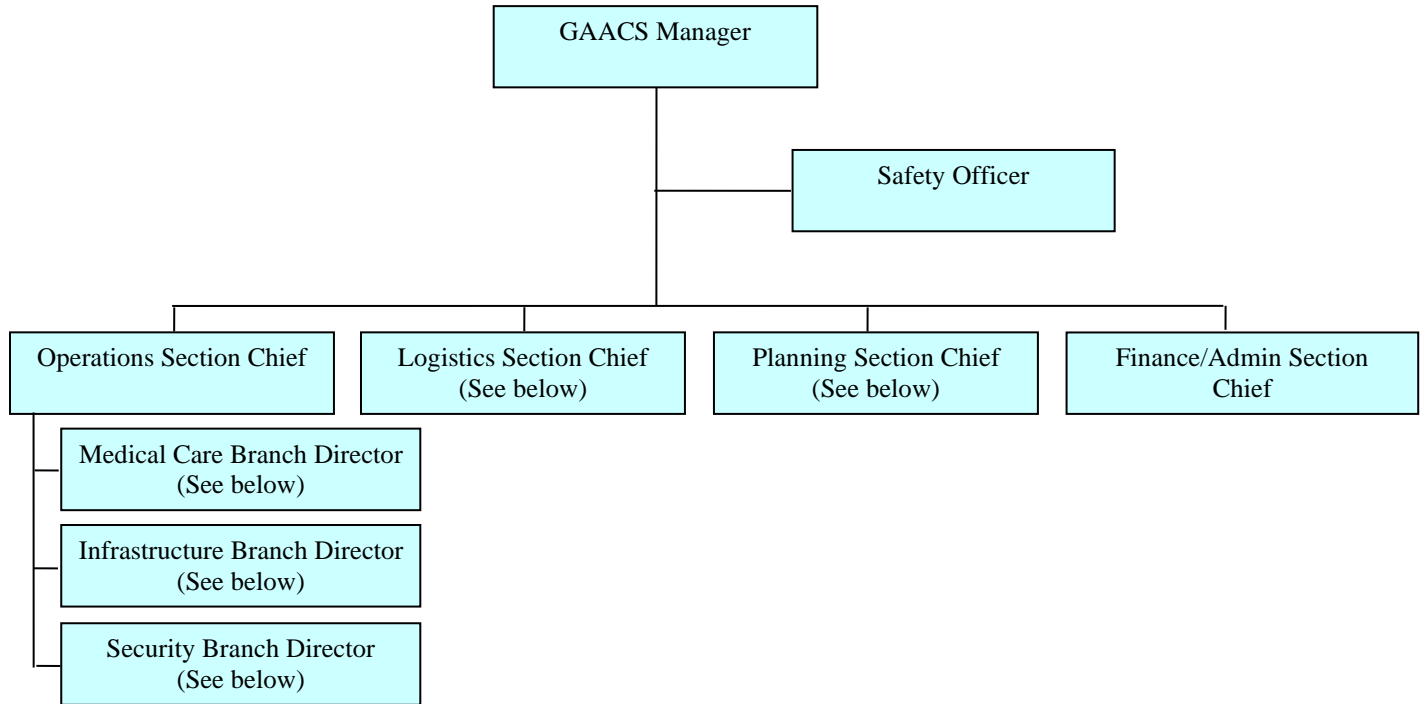 GAACS Manager
Safety Officer
Operations Section Chief
Logistics Section Chief
(See below)
Planning Section Chief
(See below)
Finance/Admin Section
Chief
Medical Care Branch Director
(See below)
Infrastructure Branch Director
(See below)
Security Branch Director
(See below)